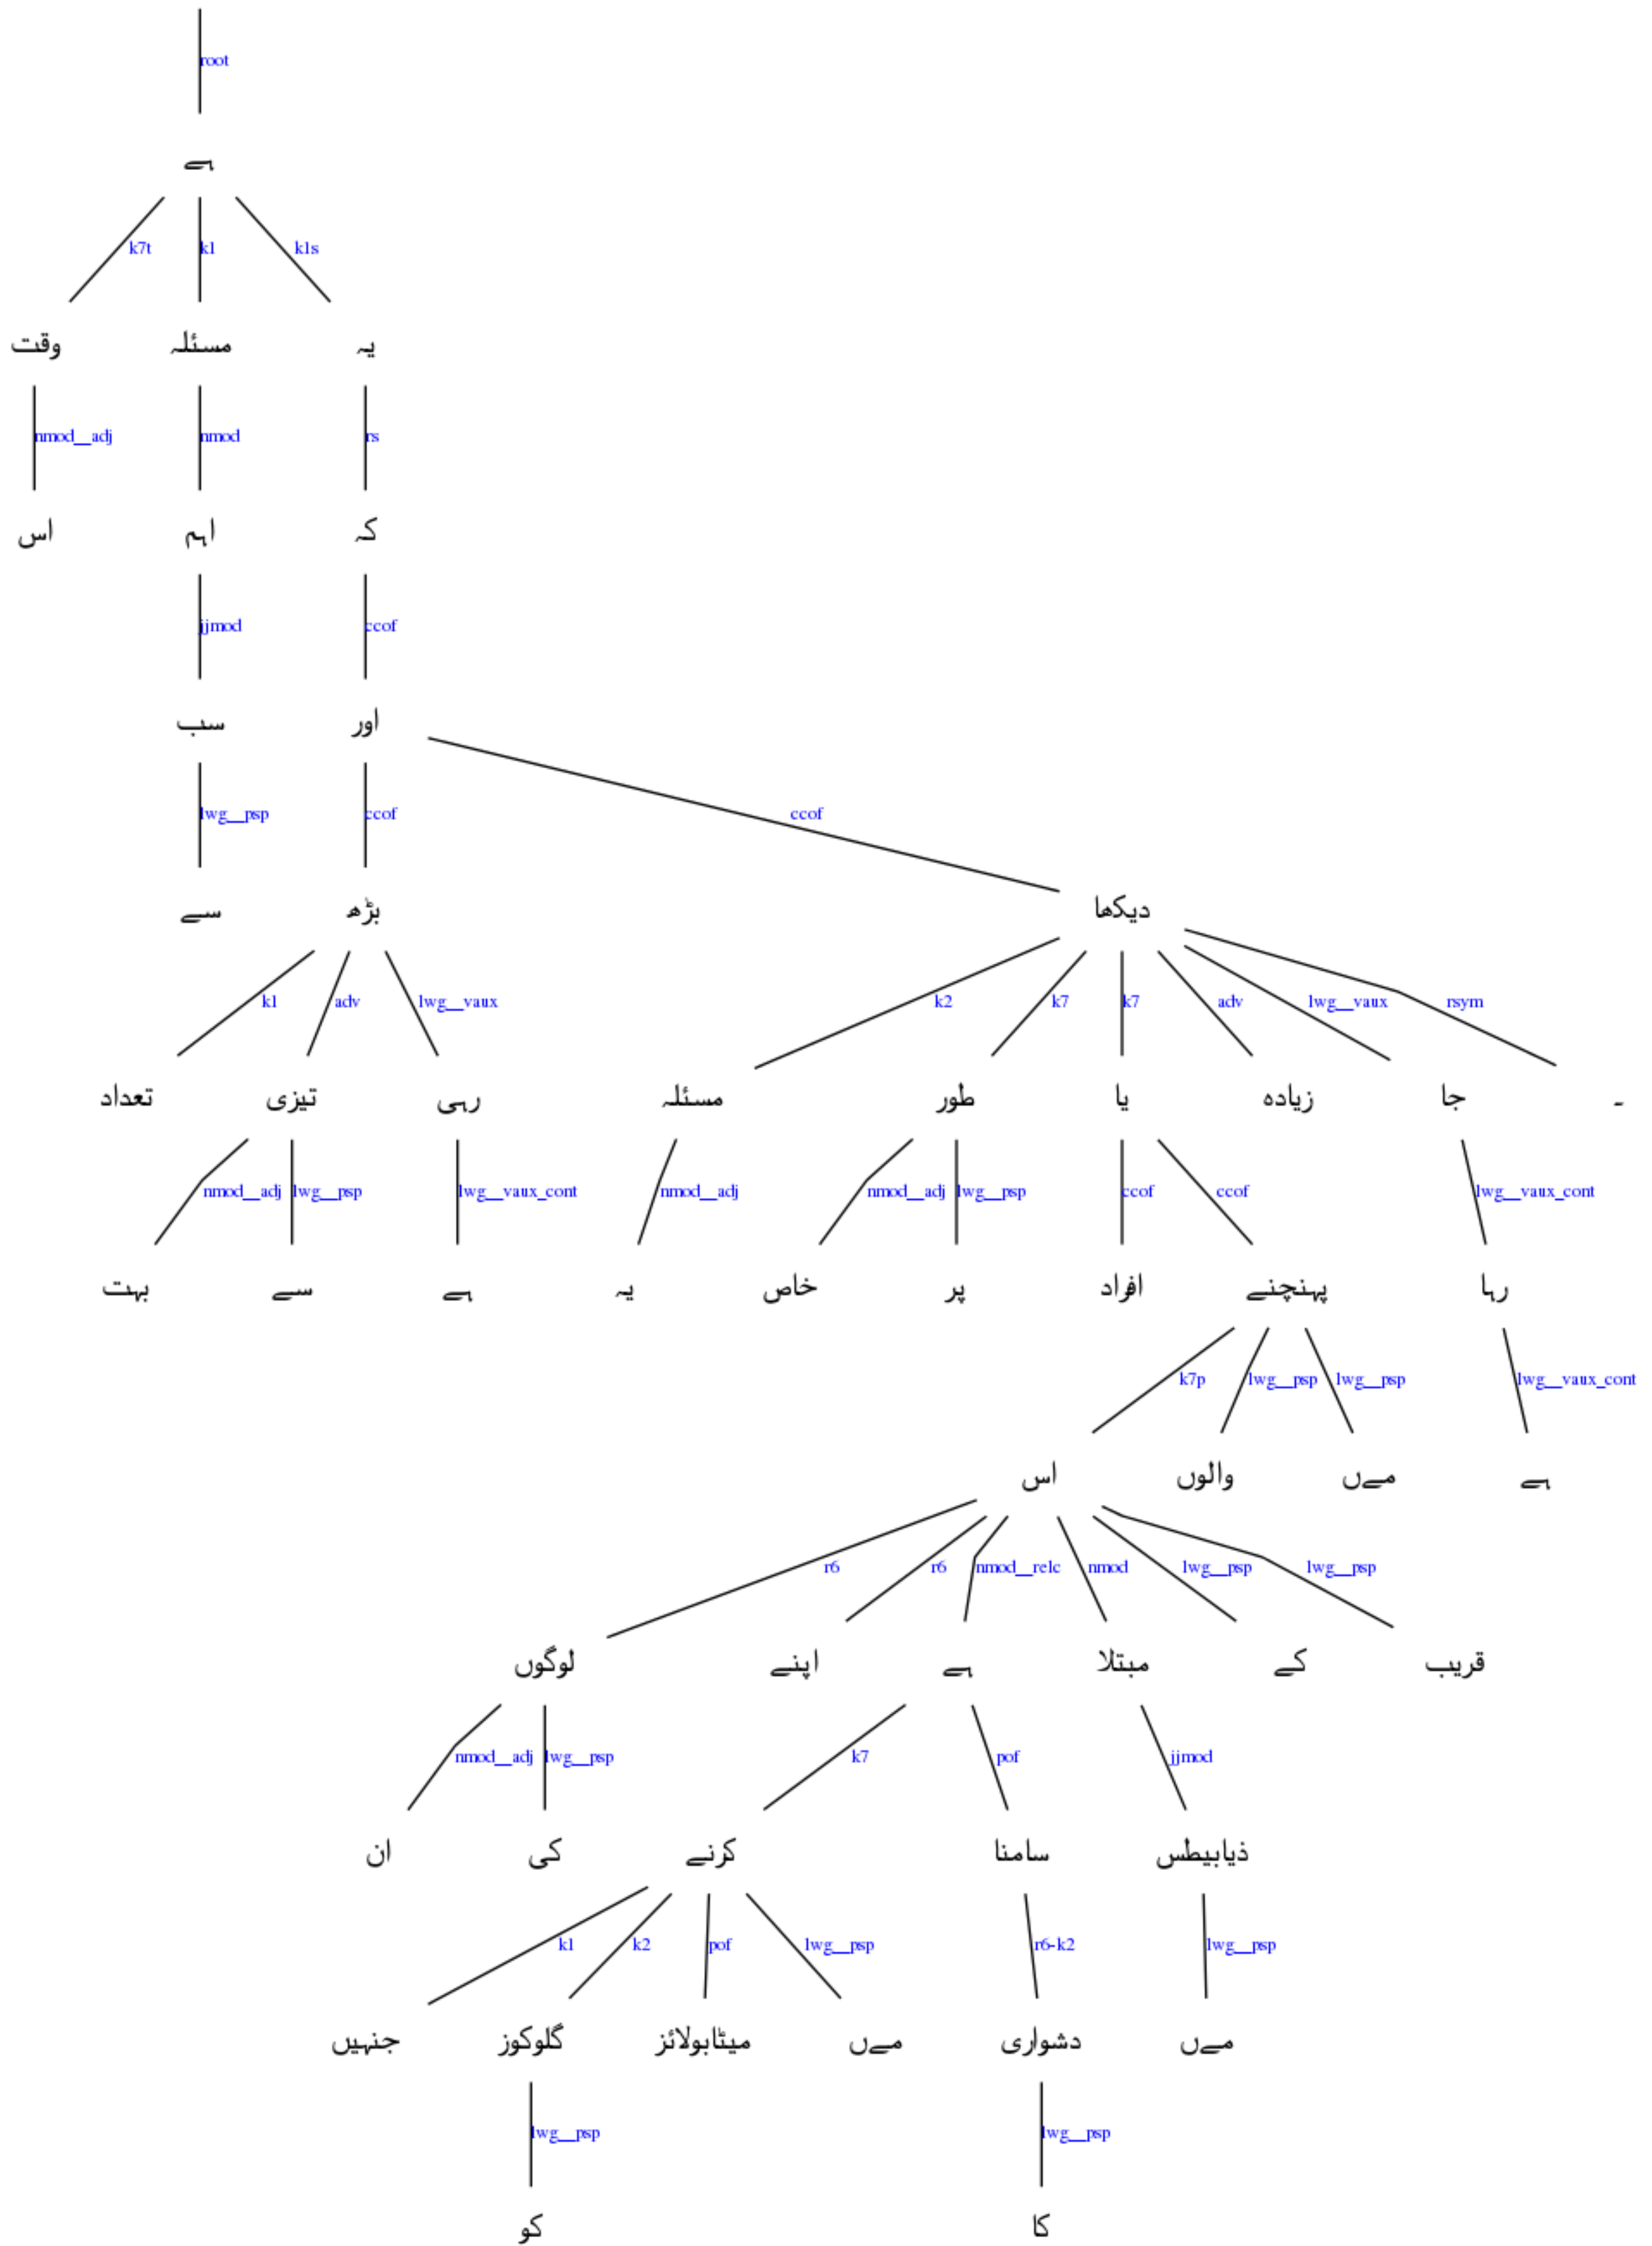 root
ہے
k7t k1 k1s
وقت مسئلہ یہ
nmod__adj nmod rs
اس اہم کہ
jjmod ccof
سب اور
lwg__psp ccof ccof
سے بڑھ دیکھا
k1 adv lwg__vaux k2 k7 k7 adv lwg__vaux rsym
تعداد تیزی رہی مسئلہ طور یا زیادہ جا ۔
nmod__adj lwg__psp lwg__vaux_cont nmod__adj nmod__adj lwg__psp ccof ccof lwg__vaux_cont
بہت سے ہے یہ خاص پر افراد پہنچنے رہا
k7p lwg__psp lwg__psp lwg__vaux_cont
اس والوں مےں ہے
r6 r6 nmod__relc nmod lwg__psp lwg__psp
لوگوں اپنے ہے مبتلا کے قریب
nmod__adj lwg__psp k7 pof jjmod
ان کی کرنے سامنا ذیابیطس
k1 k2 pof lwg__psp r6-k2 lwg__psp
جنہیں گلوکوز میٹابولائز مےں دشواری مےں
lwg__psp lwg__psp
کو کا